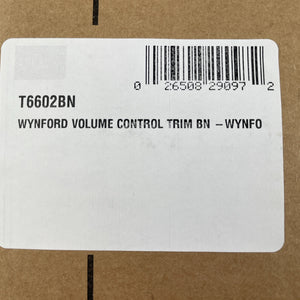 0 26508 29097 2
T6602BN
WYNFORD VOLUME CONTROL TRIM BN –WYNFO